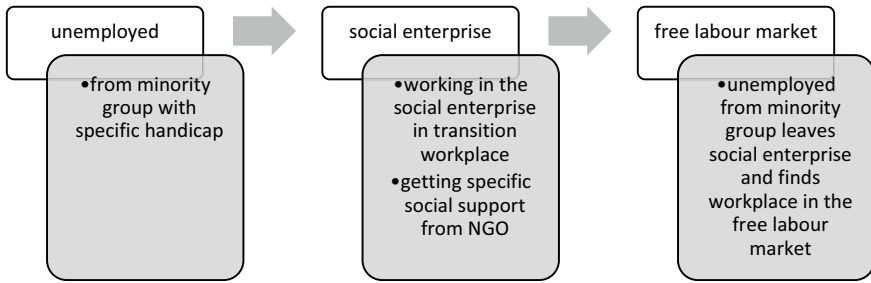 unemployed
•from minority
group with
specific handicap
social enterprise
•working in the
social enterprise
in transition
workplace
•getting specific
social support
from NGO
free labour market
•unemployed
from minority
group leaves
social enterprise
and finds
workplace in the
free labour
market